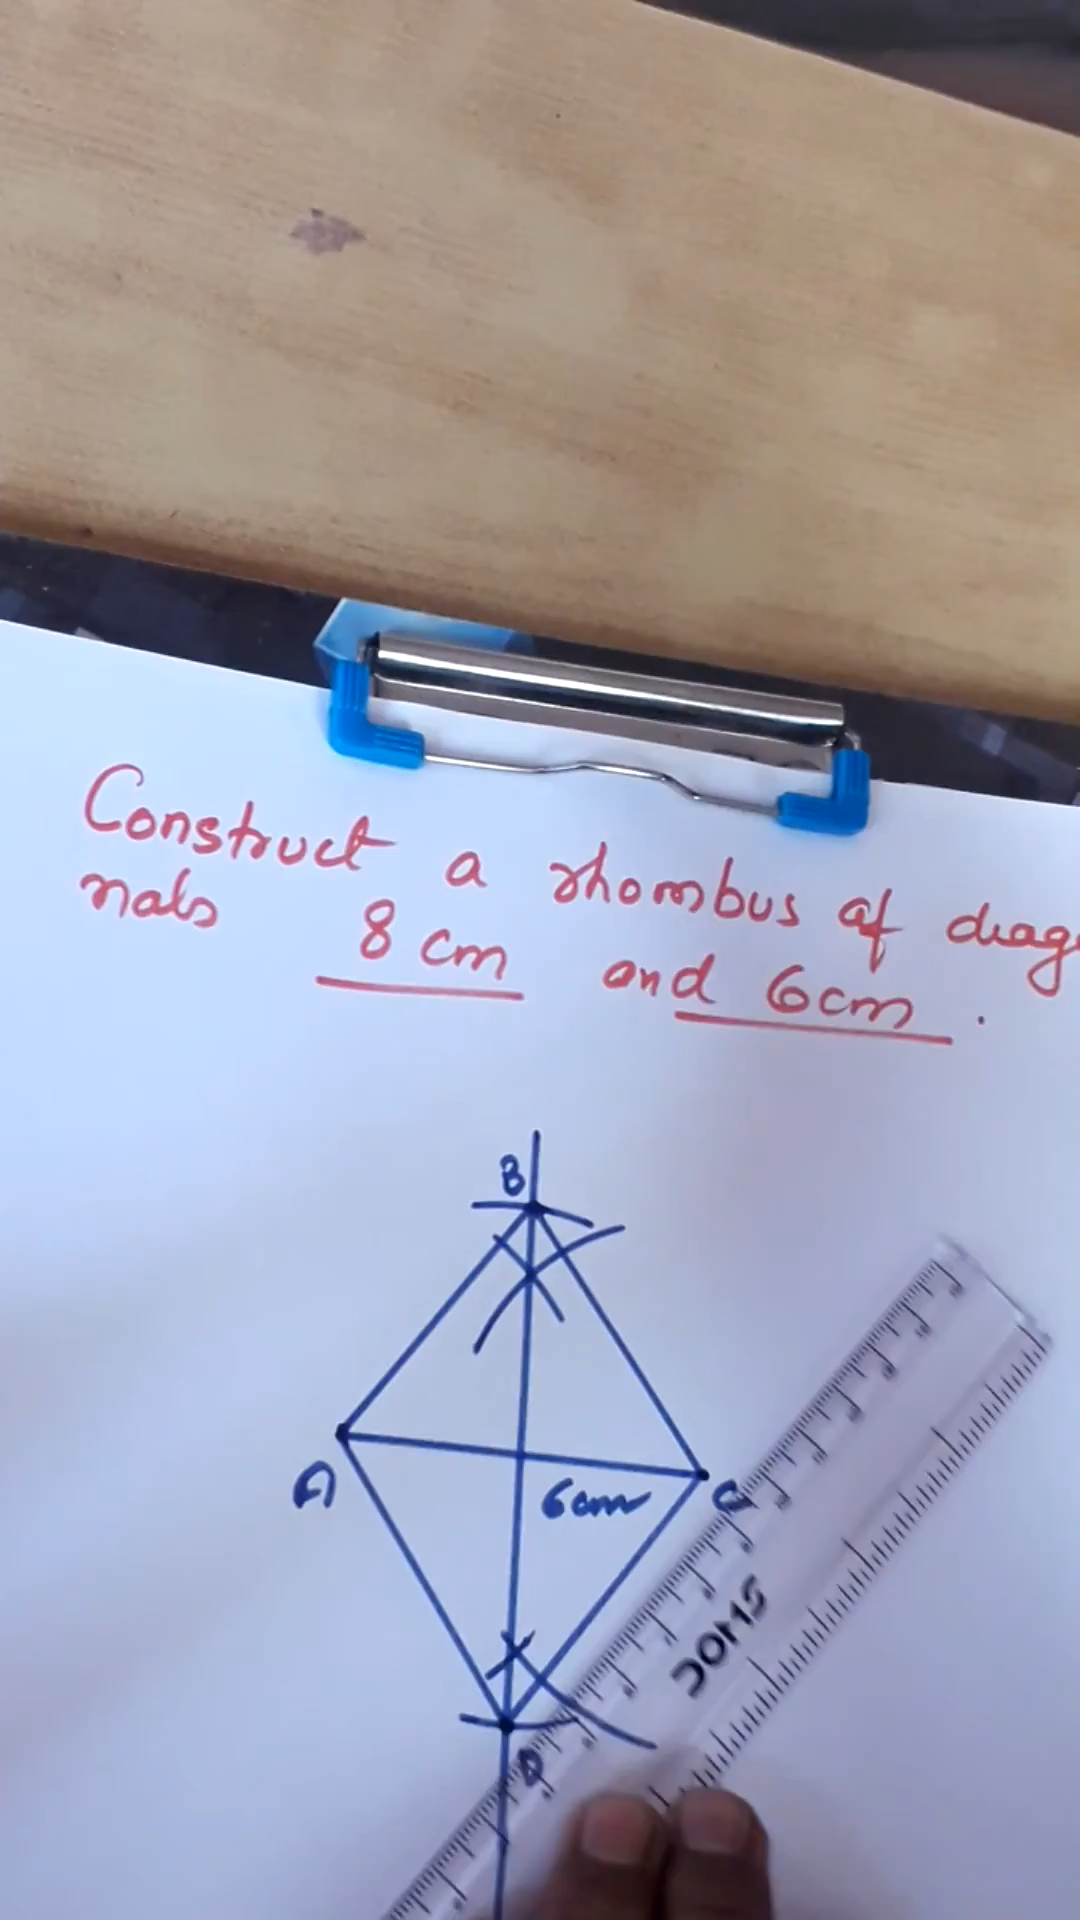 Construct a rhombus of diago
nals 8 cm and 6cm.
B
A
6cm
C
DOMS
D